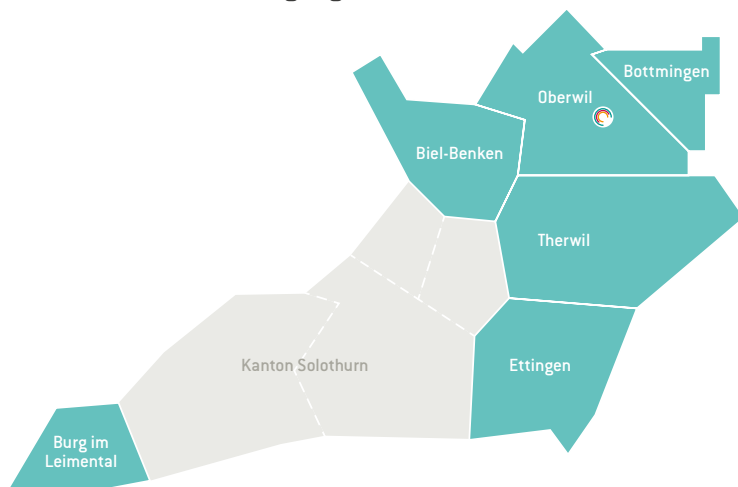 Bottmingen
Oberwil
Biel-Benken
Therwil
Kanton Solothurn
Ettingen
Burg im
Leimental